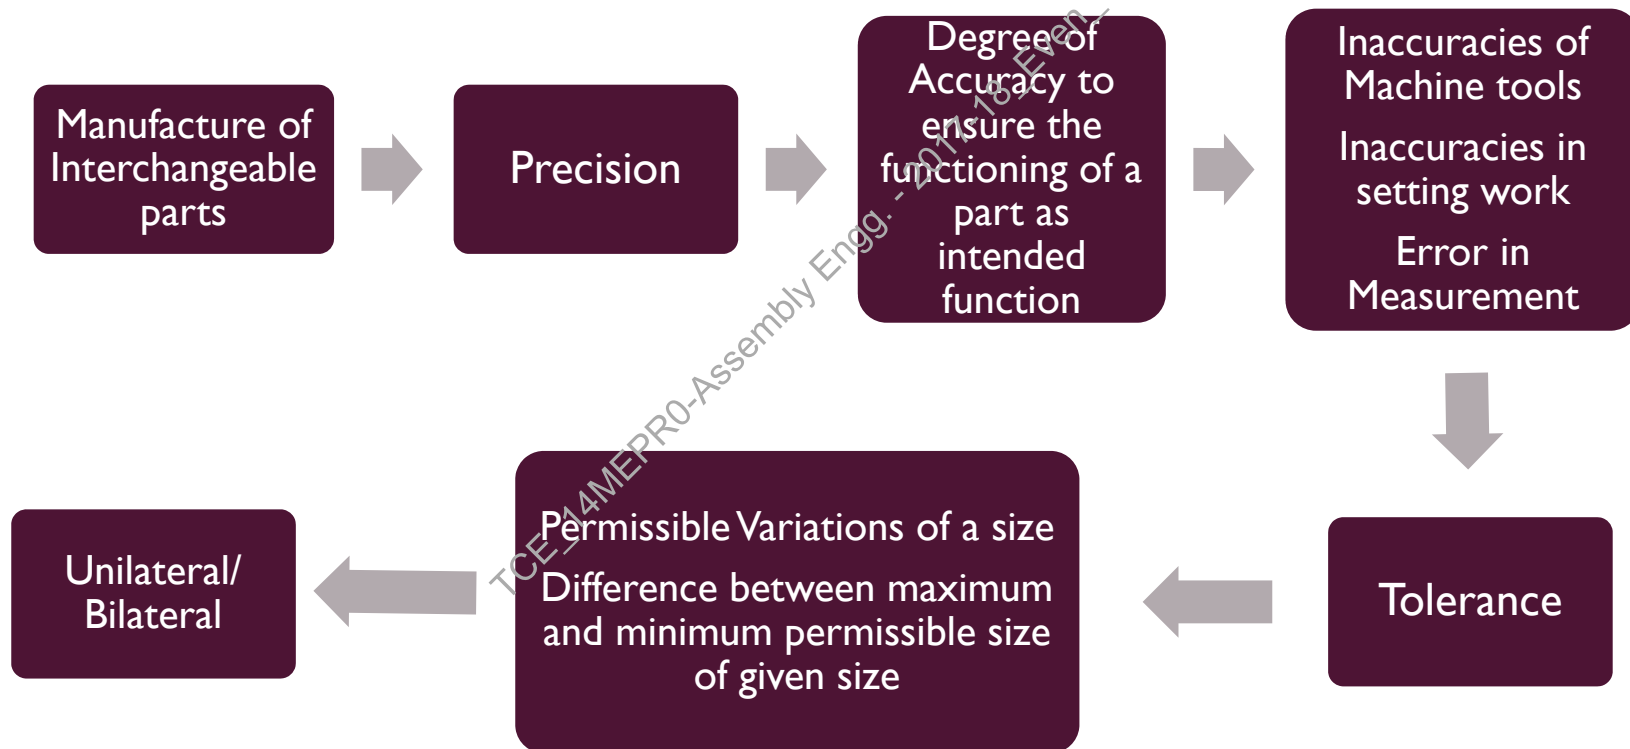 Manufacture of
Interchangeable
parts
Precision
Degree of
Accuracy to
ensure the
functioning of a
part as
intended
function
Inaccuracies of
Machine tools
Inaccuracies in
setting work
Error in
Measurement
Tolerance
Permissible Variations of a size
Difference between maximum
and minimum permissible size
of given size
Unilateral/
Bilateral
TCE_14MEPR0-Assembly Engg. - 2017-18_Even_